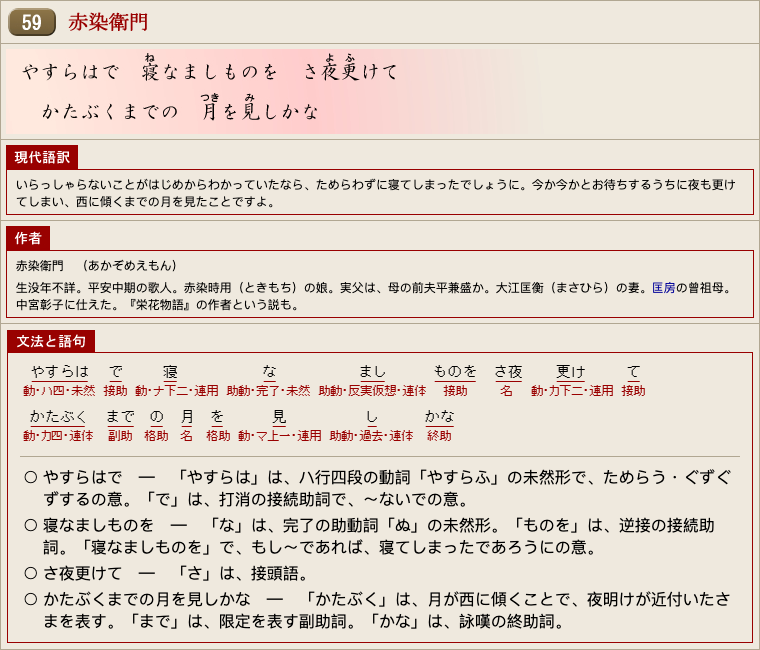 59 赤染衛門
やすらはで 寝なましものを さ夜更けて
ね よ ふ
かたぶくまでの 月を見しかな
つき み
現代語訳
いらっしゃらないことがはじめからわかっていたなら、ためらわずに寝てしまったでしょうに。今か今かとお待ちするうちに夜も更け
てしまい、西に傾くまでの月を見たことですよ。
作者
赤染衛門 （あかぞめえもん）
生没年不詳。平安中期の歌人。赤染時用（ときもち）の娘。実父は、母の前夫平兼盛か。大江匡衡（まさひら）の妻。匡房の曾祖母。
中宮彰子に仕えた。『栄花物語』の作者という説も。
文法と語句
やすらは で 寝 な まし ものを さ夜 更け て
動・ハ四・未然 接助 動・ナ下二・連用 助動・完了・未然 助動・反実仮想・連体 接助 名 動・カ下二・連用 接助
かたぶく まで の 月 を 見 し かな
動・カ四・連体 副助 格助 名 格助 動・マ上一・連用 助動・過去・連体 終助
○ やすらはで ― 「やすらは」は、ハ行四段の動詞「やすらふ」の未然形で、ためらう・ぐずぐ
ずするの意。「で」は、打消の接続助詞で、～ないでの意。
○ 寝なましものを ― 「な」は、完了の助動詞「ぬ」の未然形。「ものを」は、逆接の接続助
詞。「寝なましものを」で、もし～であれば、寝てしまったであろうにの意。
○ さ夜更けて ― 「さ」は、接頭語。
○ かたぶくまでの月を見しかな ― 「かたぶく」は、月が西に傾くことで、夜明けが近付いたさ
まを表す。「まで」は、限定を表す副助詞。「かな」は、詠嘆の終助詞。